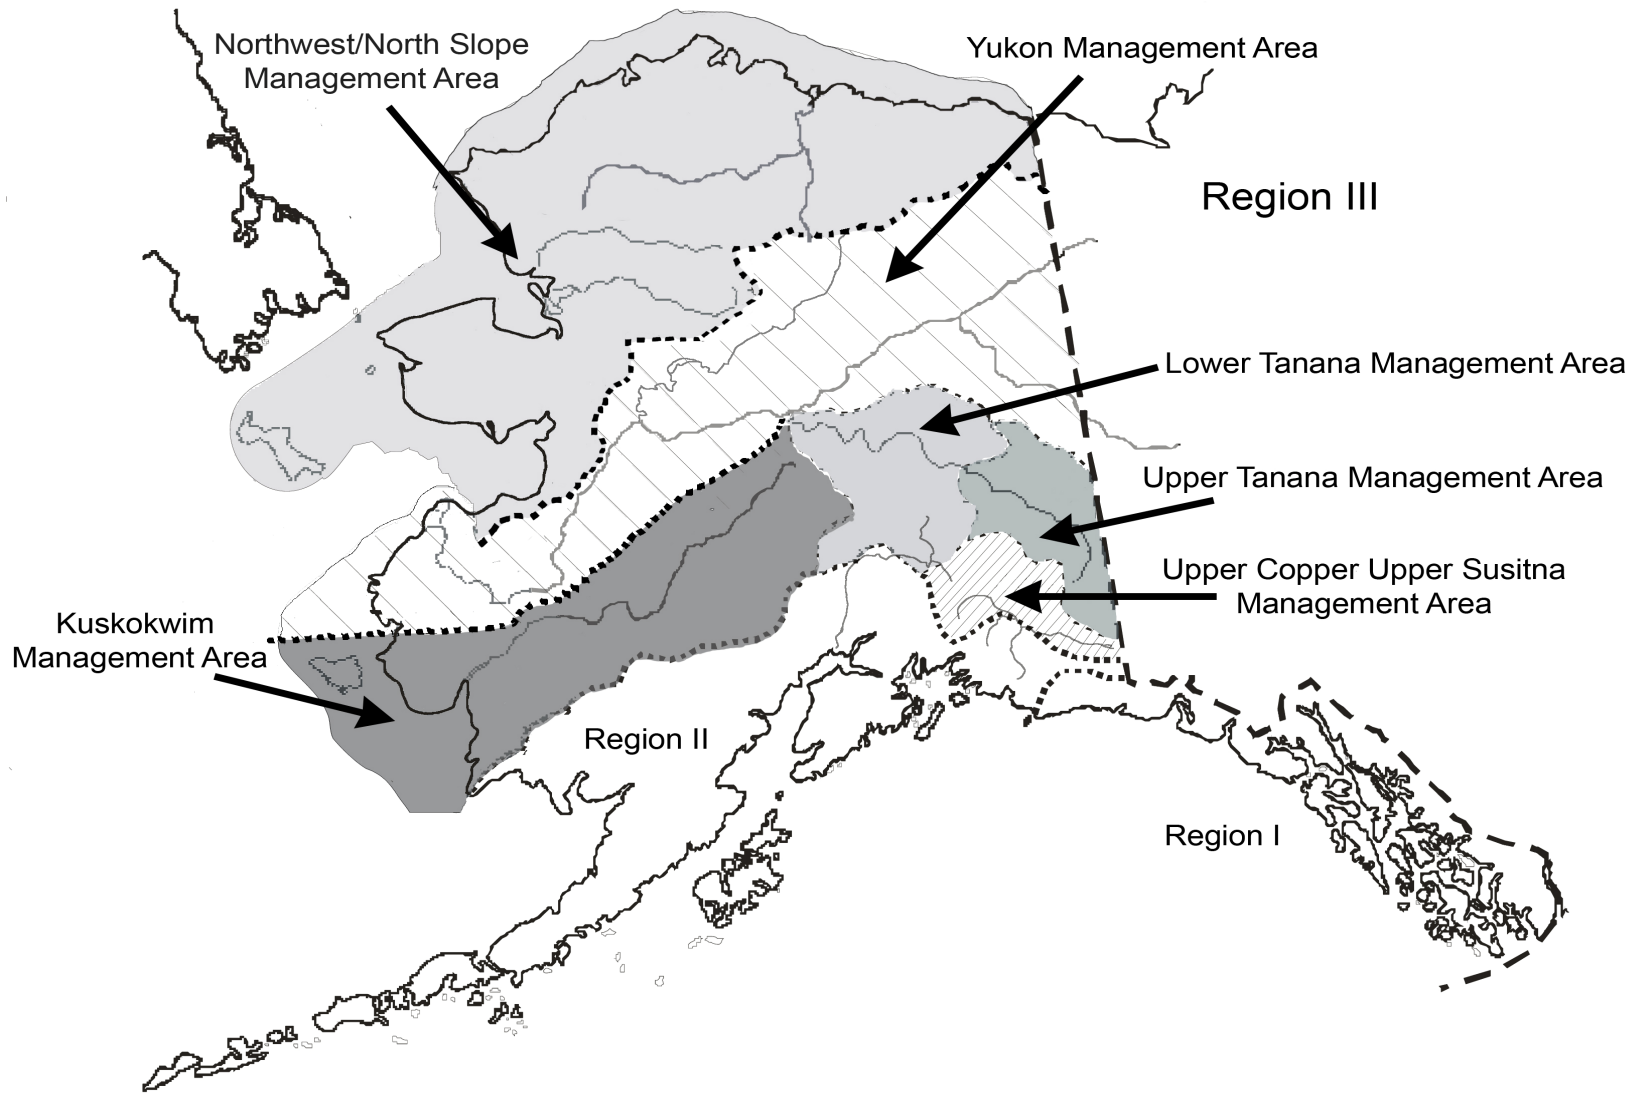 Northwest/North Slope
Management Area
Yukon Management Area
Region III
Lower Tanana Management Area
Upper Tanana Management Area
Upper Copper Upper Susitna
Management Area
Kuskokwim
Management Area
Region II
Region I